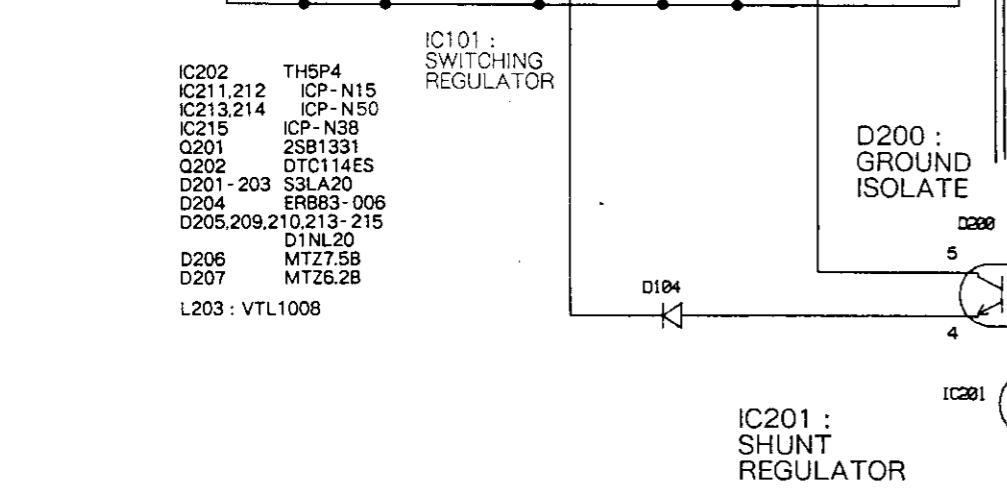 IC101 :
SWITCHING
REGULATOR
IC202 TH5P4
IC211,212 ICP-N15
IC213,214 ICP-N50
IC215 ICP-N38
Q201 2SB1331
Q202 DTC114ES
D201-203 S3LA20
D204 ERB83-006
D205,209,210,213-215
D1NL20
D206 MTZ7.5B
D207 MTZ6.2B
L203 : VTL1008
D200 :
GROUND
ISOLATE
D200
5
D104
4
IC201
IC201 :
SHUNT
REGULATOR